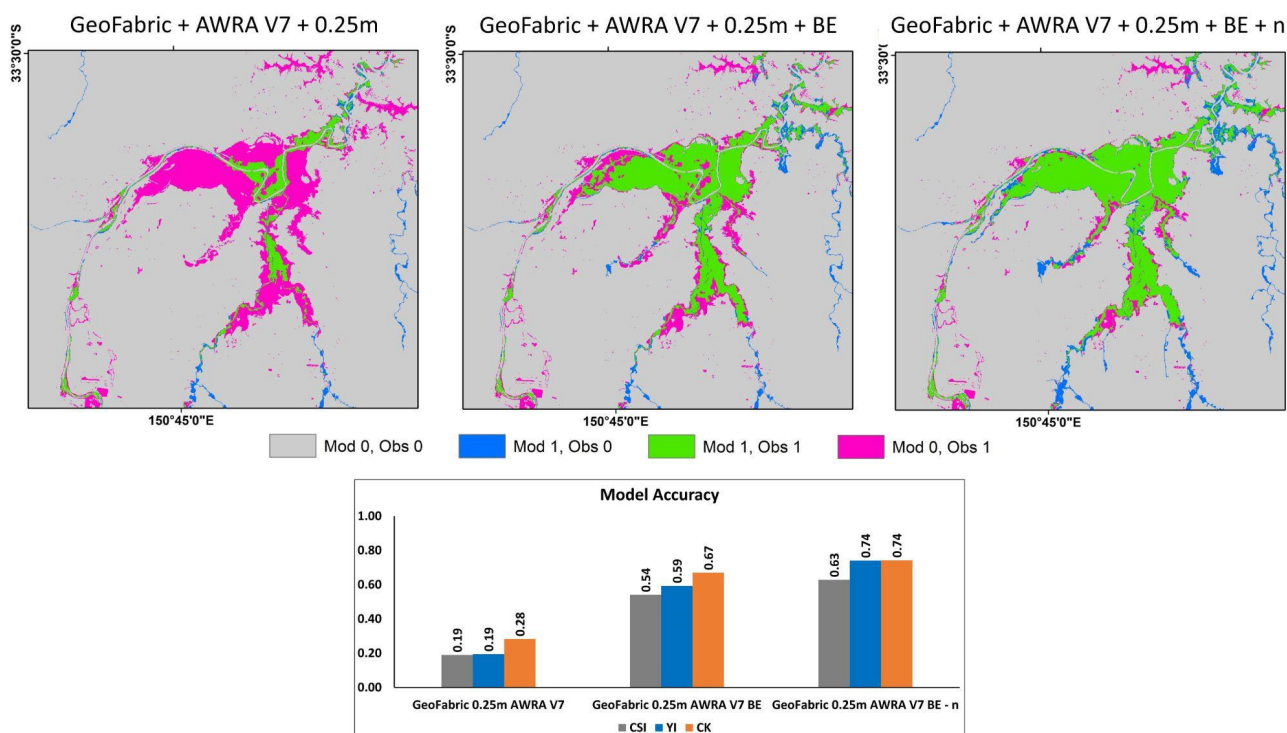 GeoFabric + AWRA V7 + 0.25m
GeoFabric + AWRA V7 + 0.25m + BE
GeoFabric + AWRA V7 + 0.25m + BE + n
33°30'0"S
33°30'0"S
33°30'(
150°45'0"E
150°45'0"E
150°45'0"E
Mod 0, Obs 0
Mod 1, Obs 0
Mod 1, Obs 1
Mod 0, Obs 1
Model Accuracy
1.00
0.80
0.60
0.40
0.20
0.00
0.19
0.19
0.28
0.54
0.59
0.67
0.63
0.74
0.74
GeoFabric 0.25m AWRA V7
GeoFabric 0.25m AWRA V7 BE
GeoFabric 0.25m AWRA V7 BE - n
CSI YI CK